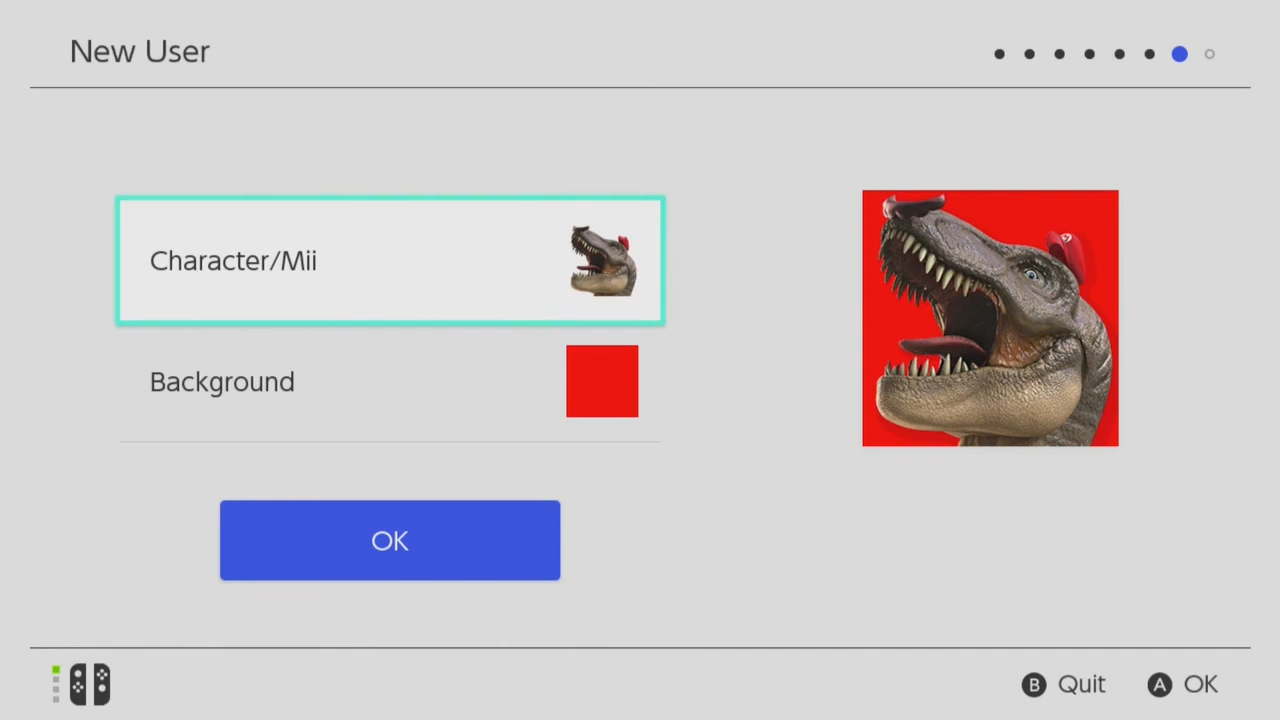 New User
Character/Mii
Background
OK
B Quit A OK